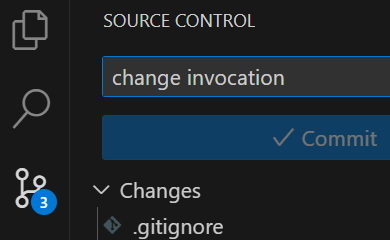 SOURCE CONTROL
change invocation
Commit
3
Changes
.gitignore